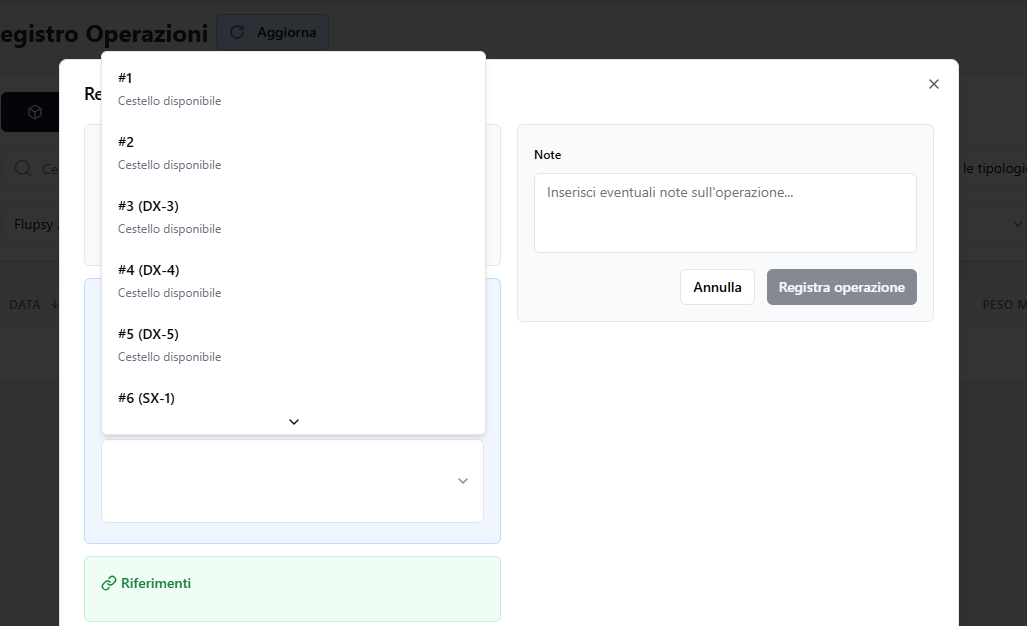 egistro Operazioni
Aggiorna
Re
#1
Cestello disponibile
#2
Cestello disponibile
#3 (DX-3)
Cestello disponibile
#4 (DX-4)
Cestello disponibile
#5 (DX-5)
Cestello disponibile
#6 (SX-1)
Note
Inserisci eventuali note sull'operazione...
Annulla
Registra operazione
Ce
le tipologi
Flupsy
DATA
PESO M
Riferimenti